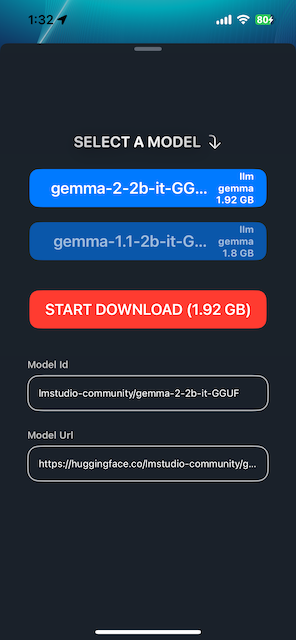 1:32
80
SELECT A MODEL
gemma-2-2b-it-GG...
llm
gemma
1.92 GB
gemma-1.1-2b-it-G...
llm
gemma
1.8 GB
START DOWNLOAD (1.92 GB)
Model Id
lmstudio-community/gemma-2-2b-it-GGUF
Model Url
https://huggingface.co/lmstudio-community/g...